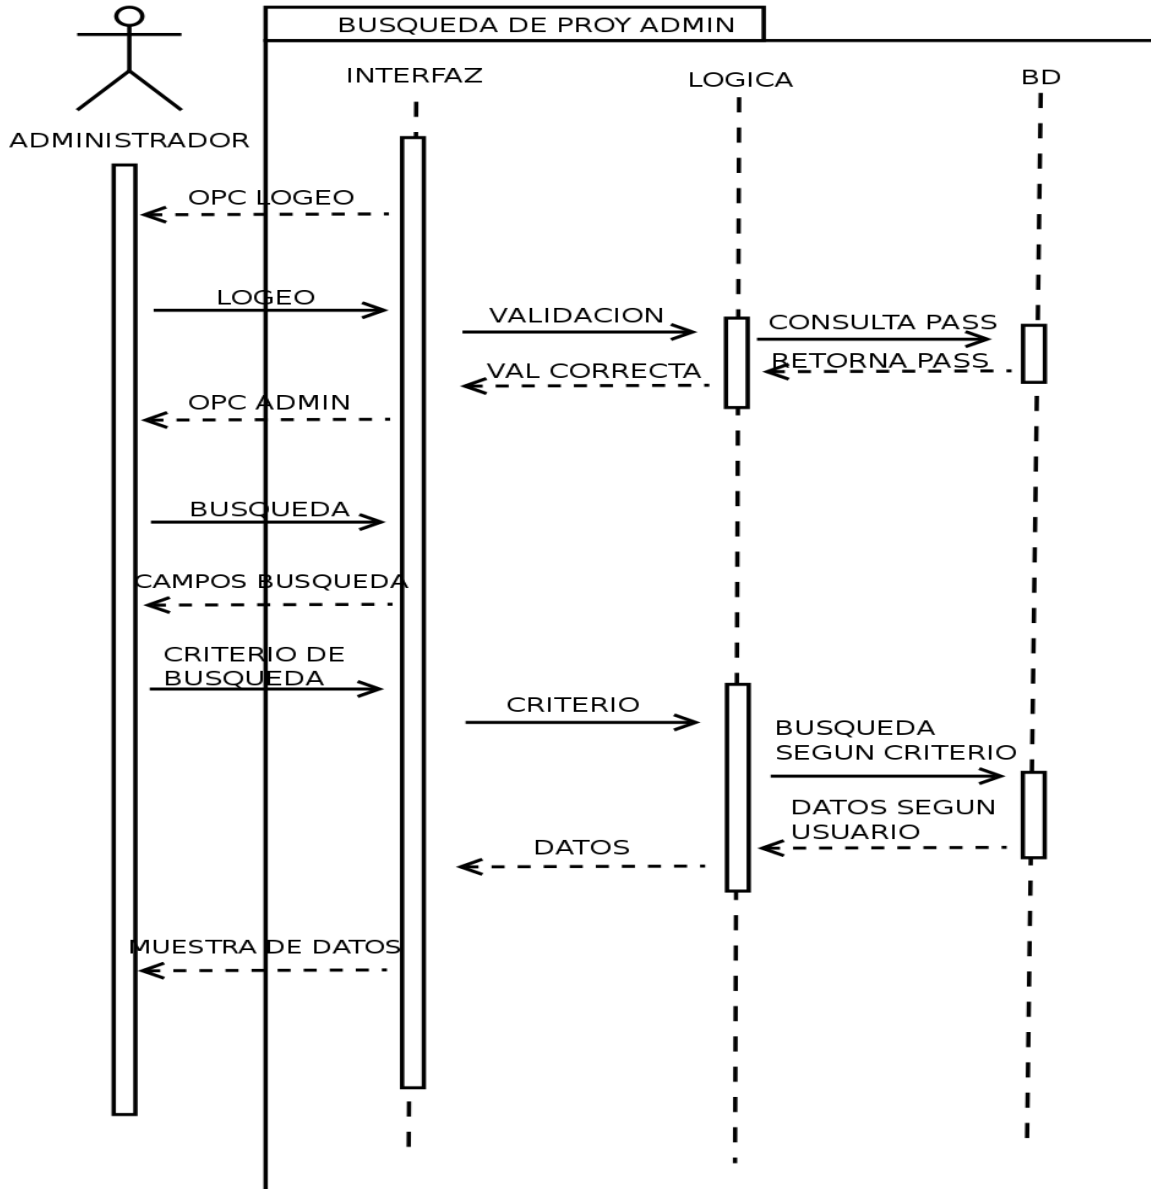 BUSQUEDA DE PROY ADMIN
INTERFAZ
LOGICA
BD
ADMINISTRADOR
OPC LOGEO
LOGEO
VALIDACION
CONSULTA PASS
RETORNA PASS
VAL CORRECTA
OPC ADMIN
BUSQUEDA
CAMPOS BUSQUEDA
CRITERIO DE
BUSQUEDA
CRITERIO
BUSQUEDA
SEGUN CRITERIO
DATOS SEGUN
USUARIO
DATOS
MUESTRA DE DATOS